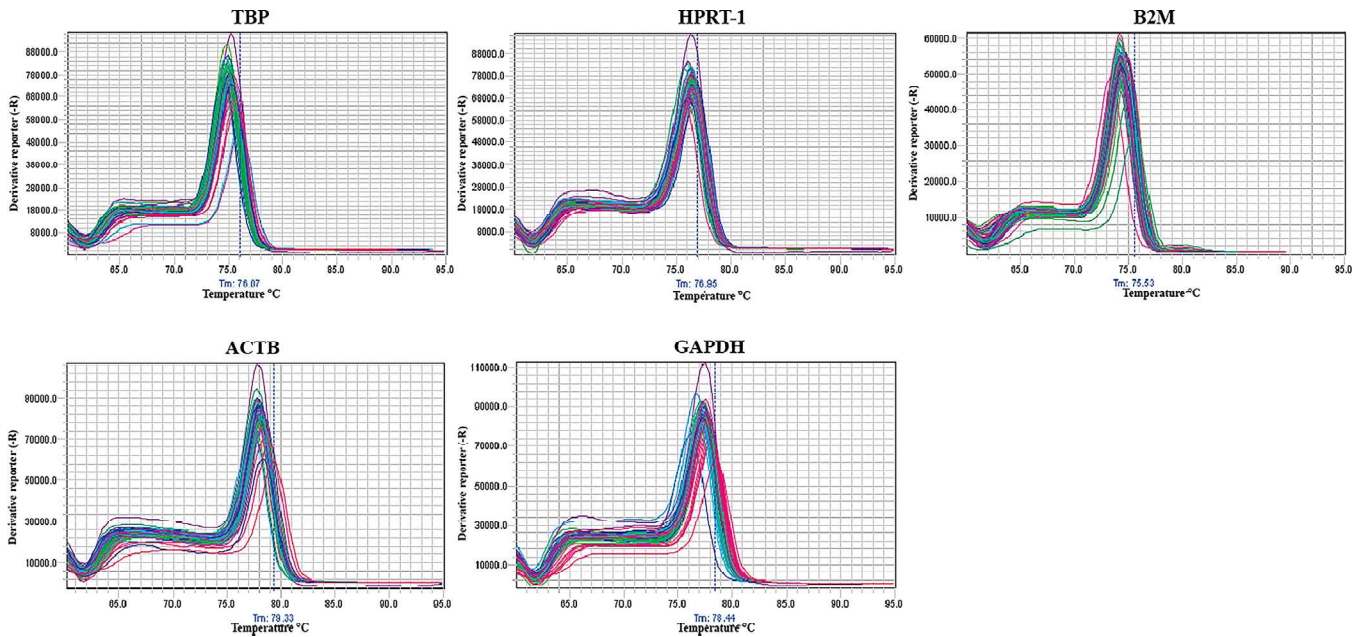 TBP
HPRT-1
B2M
Derivative reporter (-R)
88000.0
78000.0
68000.0
58000.0
48000.0
36000.0
28000.0
18000.0
8000.0
65.0 70.0 75.0 80.0 85.0 90.0 95.0
Tm: 76.07
Temperature °C
Derivative reporter (-R)
88000.0
78000.0
68000.0
58000.0
48000.0
38000.0
28000.0
18000.0
8000.0
65.0 70.0 75.0 80.0 85.0 90.0 95.0
Tm: 76.85
Temperature °C
Derivative reporter (-R)
60000.0
50000.0
40000.0
30000.0
20000.0
10000.0
65.0 70.0 75.0 80.0 85.0 90.0 95.0
Tm: 75.53
Temperature °C
ACTB
GAPDH
Derivative reporter (-R)
80000.0
70000.0
50000.0
30000.0
10000.0
65.0 70.0 75.0 80.0 85.0 90.0 95.0
Tm: 79.33
Temperature °C
Derivative reporter (-R)
110000.0
90000.0
70000.0
50000.0
30000.0
10000.0
65.0 70.0 75.0 80.0 85.0 90.0 95.0
Tm: 78.44
Temperature °C